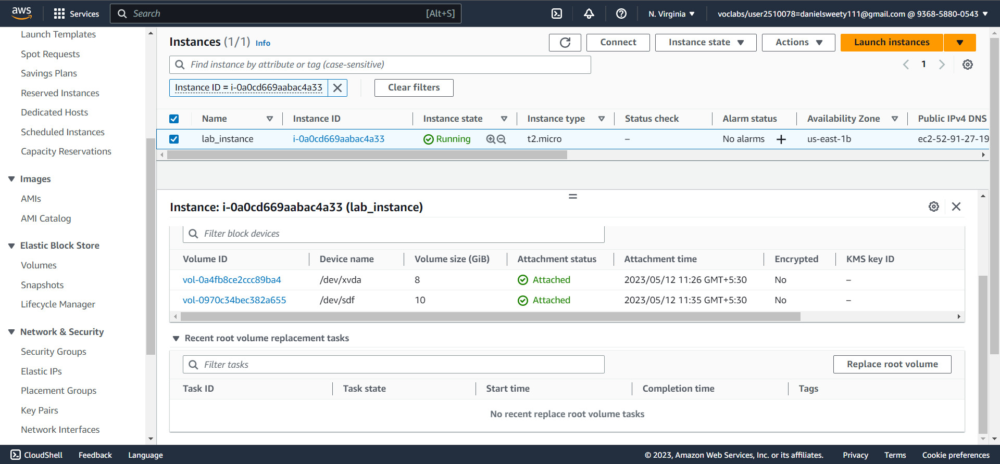 aws Services Search [Alt+S] N. Virginia voclabs/user2510078=danielsweety111@gmail.com @ 9368-5880-0543
Launch Templates
Spot Requests
Savings Plans
Reserved Instances
Dedicated Hosts
Scheduled Instances
Capacity Reservations
Images
AMIs
AMI Catalog
Elastic Block Store
Volumes
Snapshots
Lifecycle Manager
Network & Security
Security Groups
Elastic IPs
Placement Groups
Key Pairs
Network Interfaces
Instances (1/1) Info Connect Instance state Actions Launch instances
Find instance by attribute or tag (case-sensitive) 1
Instance ID = i-0a0cd669aabac4a33 Clear filters
Name Instance ID Instance state Instance type Status check Alarm status Availability Zone Public IPv4 DNS
lab_instance i-0a0cd669aabac4a33 Running t2.micro – No alarms us-east-1b ec2-52-91-27-19
Instance: i-0a0cd669aabac4a33 (lab_instance)
Filter block devices
Volume ID Device name Volume size (GiB) Attachment status Attachment time Encrypted KMS key ID
vol-0a4fb8ce2ccc89ba4 /dev/xvda 8 Attached 2023/05/12 11:26 GMT+5:30 No –
vol-0970c34bec382a655 /dev/sdf 10 Attached 2023/05/12 11:35 GMT+5:30 No –
Recent root volume replacement tasks
Filter tasks Replace root volume
Task ID Task state Start time Completion time Tags
No recent replace root volume tasks
CloudShell Feedback Language © 2023, Amazon Web Services, Inc. or its affiliates. Privacy Terms Cookie preferences